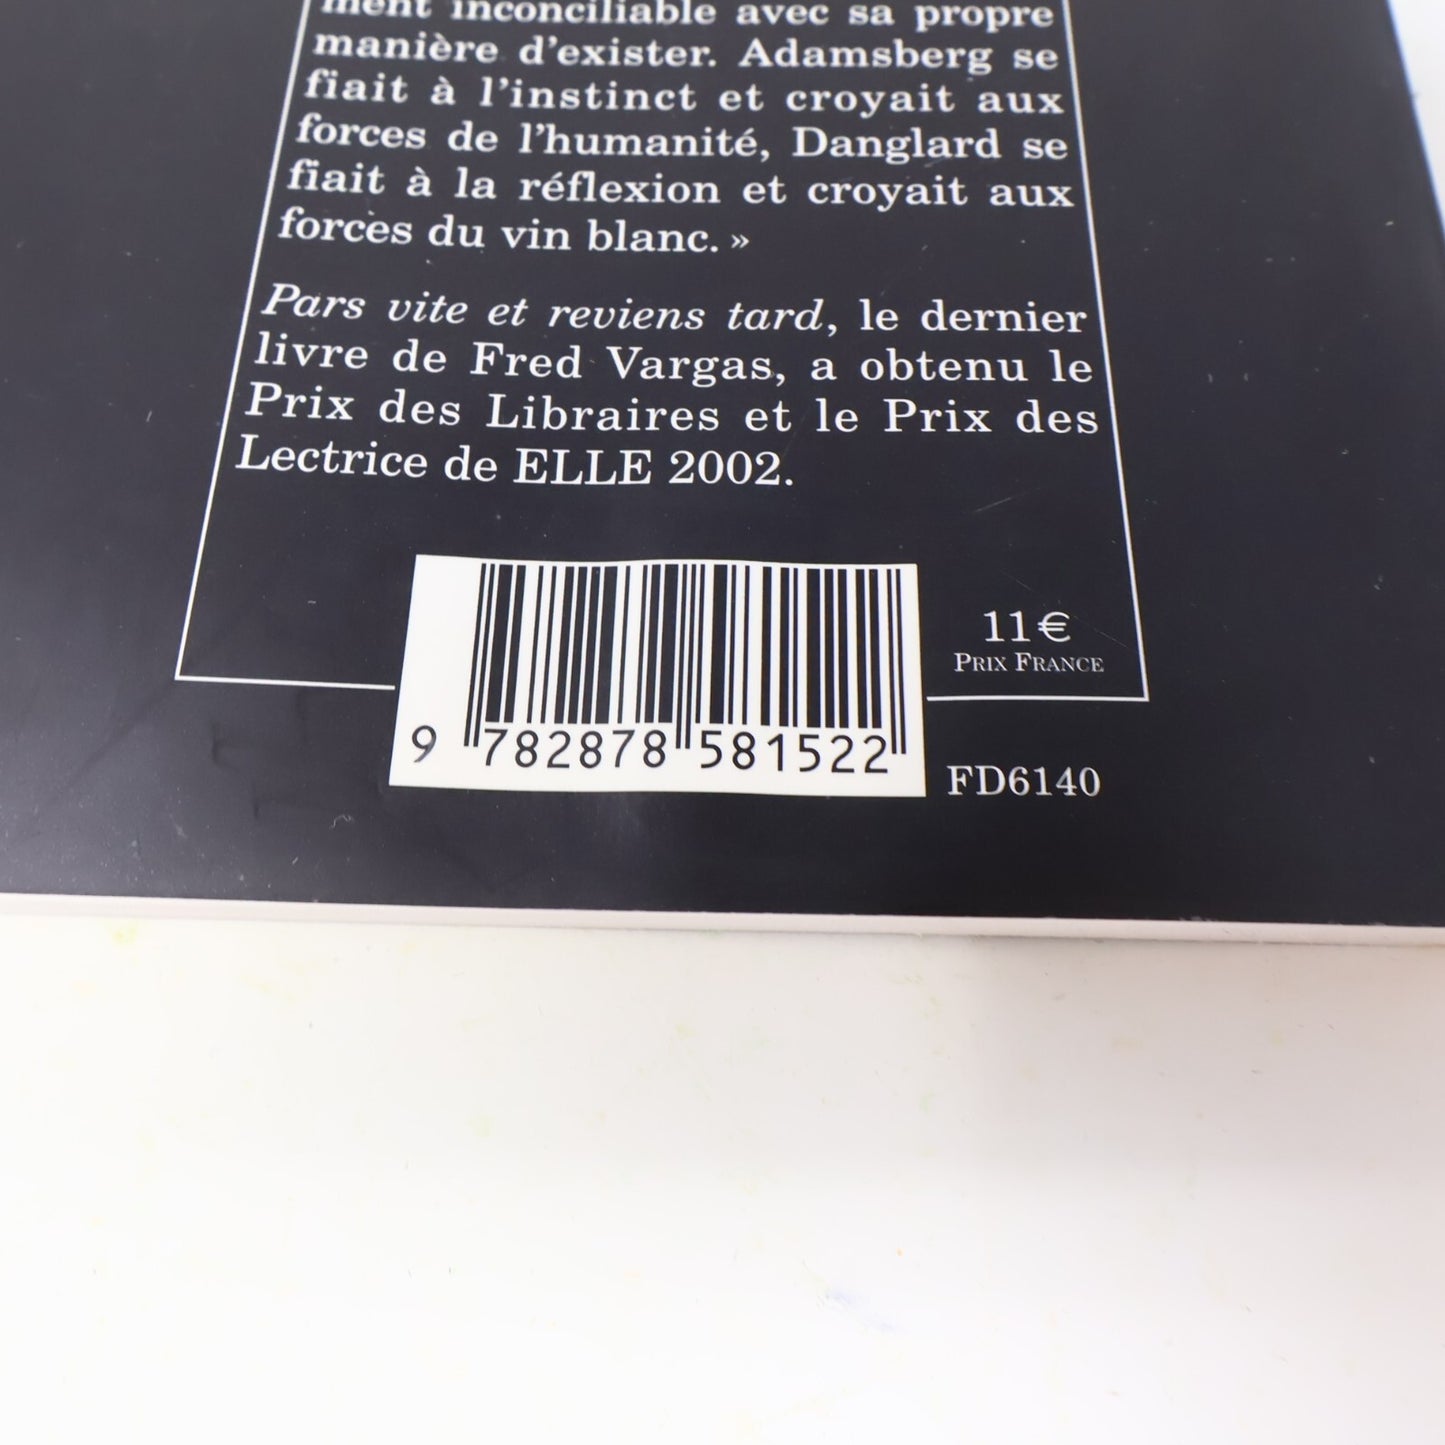 ment inconciliable avec sa propre
manière d'exister. Adamsberg se
fiait à l'instinct et croyait aux
forces de l'humanité, Danglard se
fiait à la réflexion et croyait aux
forces du vin blanc. »
Pars vite et reviens tard, le dernier
livre de Fred Vargas, a obtenu le
Prix des Libraires et le Prix des
Lectrice de ELLE 2002.
11€
PRIX FRANCE
9 782878 581522
FD6140